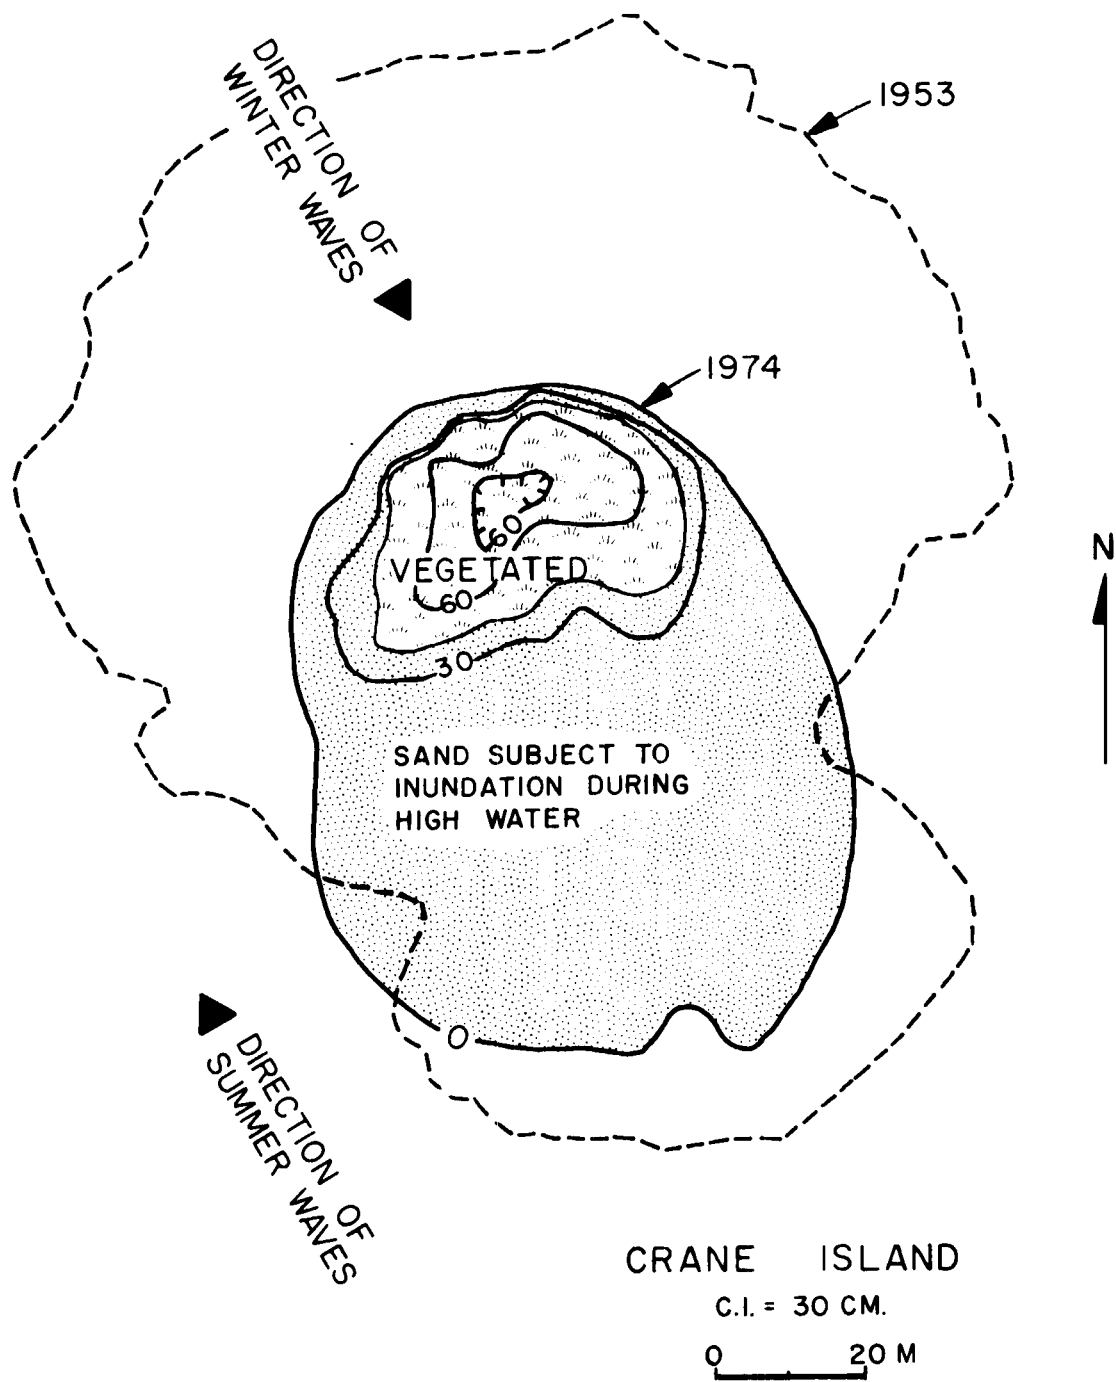 DIRECTION OF
WINTER WAVES
1953
1974
N
60
VEGETATED
60
30
SAND SUBJECT TO
INUNDATION DURING
HIGH WATER
0
DIRECTION OF
SUMMER WAVES
CRANE ISLAND
C.I. = 30 CM.
0 20 M